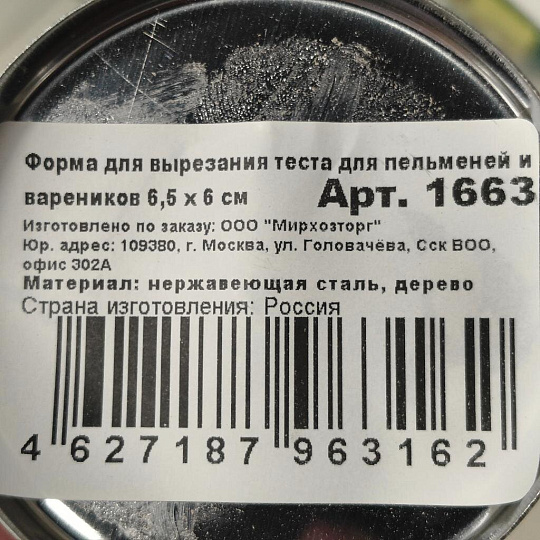 Форма для вырезания теста для пельменей и
вареников 6,5 х 6 см Арт. 1663
Изготовлено по заказу: ООО "Мирхозторг"
Юр. адрес: 109380, г. Москва, ул. Головачёва, Сск ВОО,
офис 302А
Материал: нержавеющая сталь, дерево
Страна изготовления: Россия
4 627187 963162